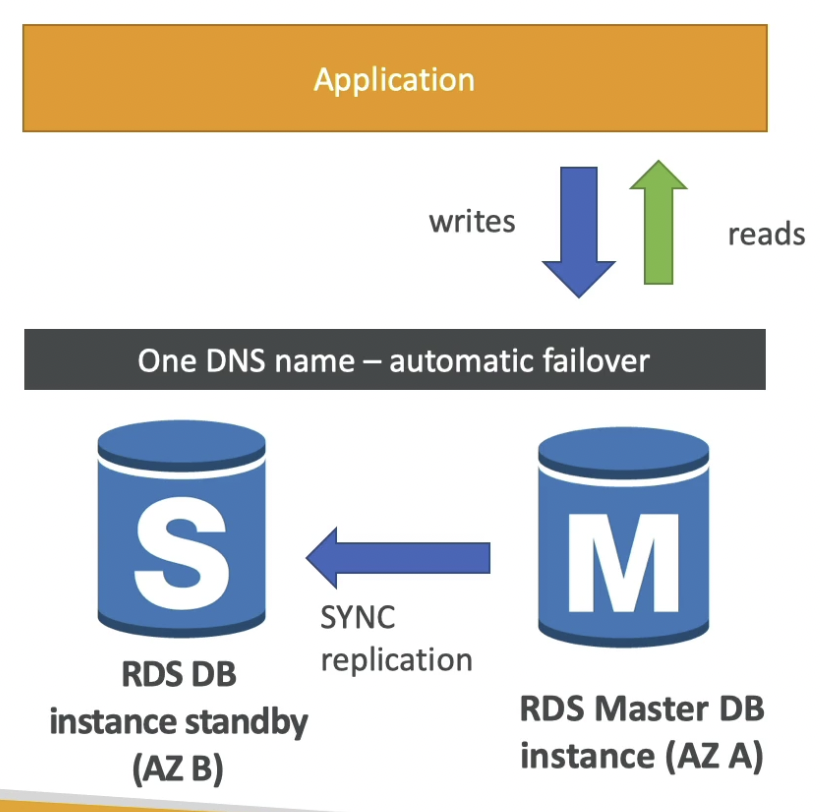 Application
writes
reads
One DNS name – automatic failover
S
M
SYNC
replication
RDS DB
instance standby
(AZ B)
RDS Master DB
instance (AZ A)